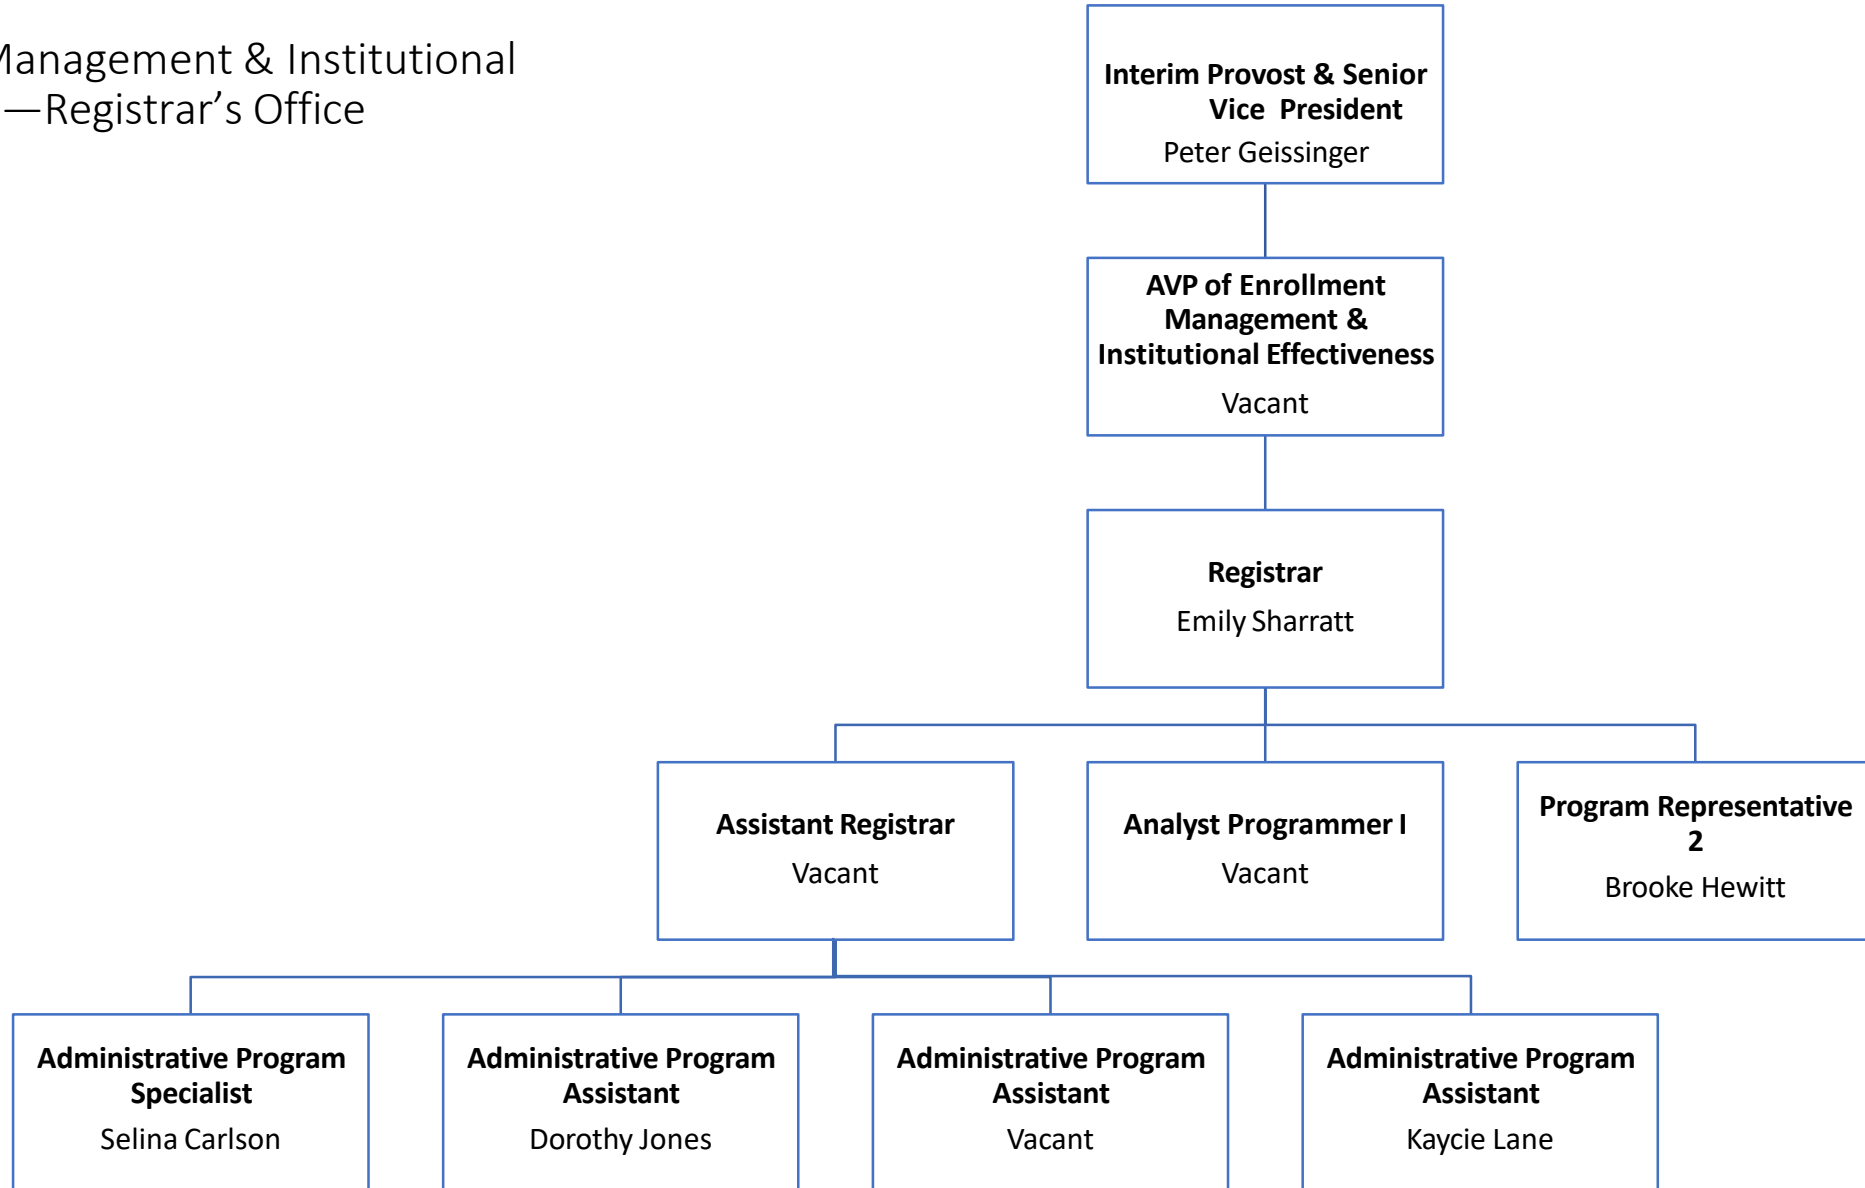 Management & Institutional
—Registrar's Office
Interim Provost & Senior
Vice President
Peter Geissinger
AVP of Enrollment
Management &
Institutional Effectiveness
Vacant
Registrar
Emily Sharratt
Assistant Registrar
Vacant
Analyst Programmer I
Vacant
Program Representative
2
Brooke Hewitt
Administrative Program
Specialist
Selina Carlson
Administrative Program
Assistant
Dorothy Jones
Administrative Program
Assistant
Vacant
Administrative Program
Assistant
Kaycie Lane